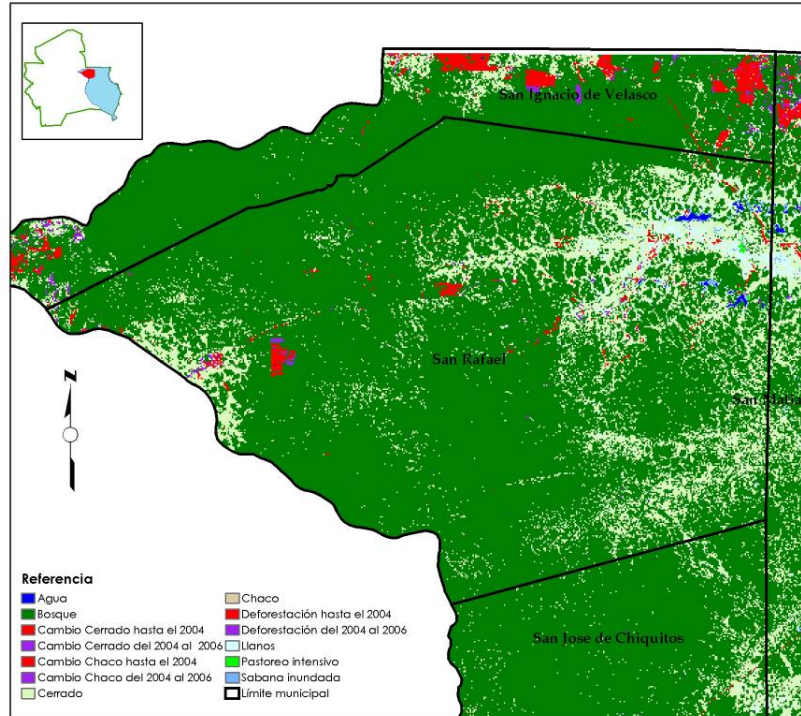 San Ignacio de Velasco
San Rafael
San Matías
N
San Jose de Chiquitos
Referencia
Agua
Bosque
Cambio Cerrado hasta el 2004
Cambio Cerrado del 2004 al 2006
Cambio Chaco hasta el 2004
Cambio Chaco del 2004 al 2006
Cerrado
Chaco
Deforestación hasta el 2004
Deforestación del 2004 al 2006
Llanos
Pastoreo intensivo
Sabana inundada
Límite municipal